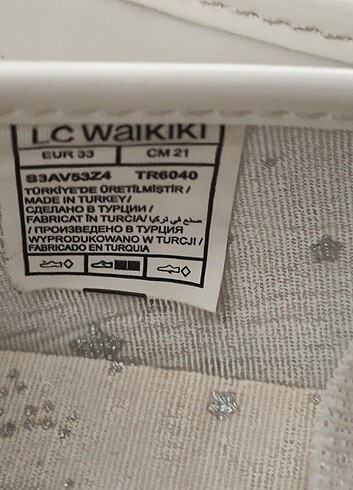 LC WAIKIKI
EUR 33 CM 21
S3AV53Z4 TR6040
TÜRKİYE'DE ÜRETİLMİŞTİR /
MADE IN TURKEY/
СДЕЛАНО В ТУРЦИИ /
FABRICAT ÎN TURCIA/ صنع في تركيا
/ ПРОИЗВЕДЕНО В ТУРЦИЯ
WYPRODUKOWANO W TURCJI /
FABRICADO EN TURQUIA